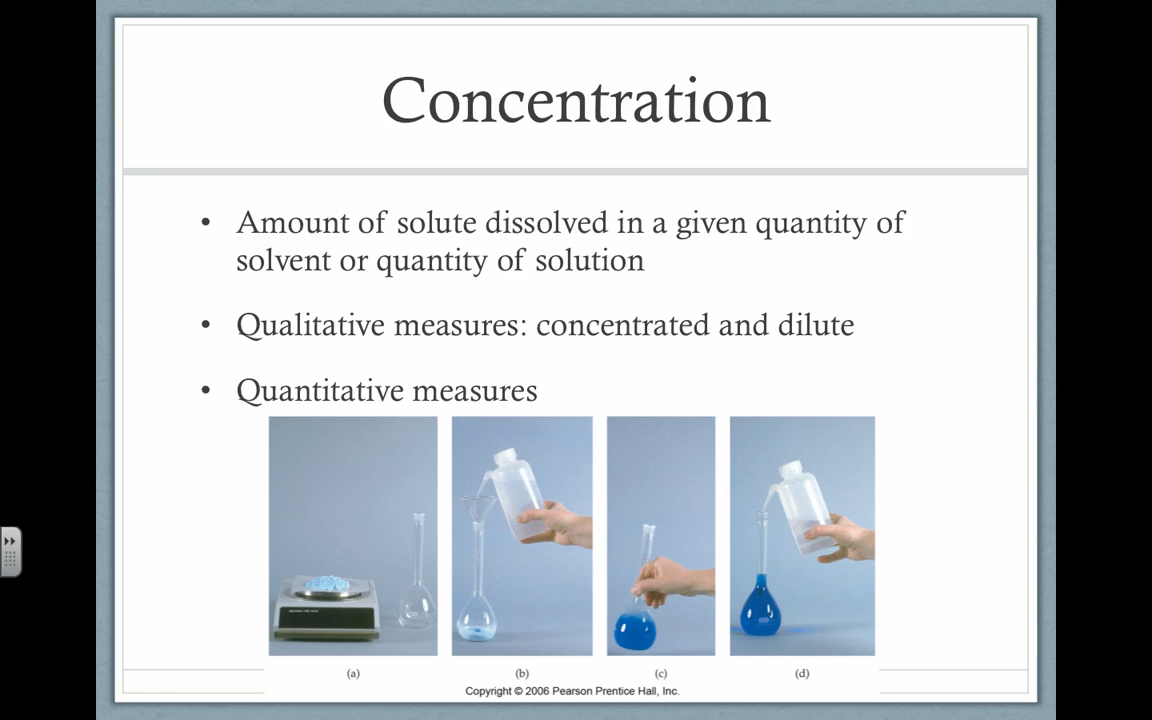 Concentration
• Amount of solute dissolved in a given quantity of
solvent or quantity of solution
• Qualitative measures: concentrated and dilute
• Quantitative measures
(a) (b) (c) (d)
Copyright © 2006 Pearson Prentice Hall, Inc.